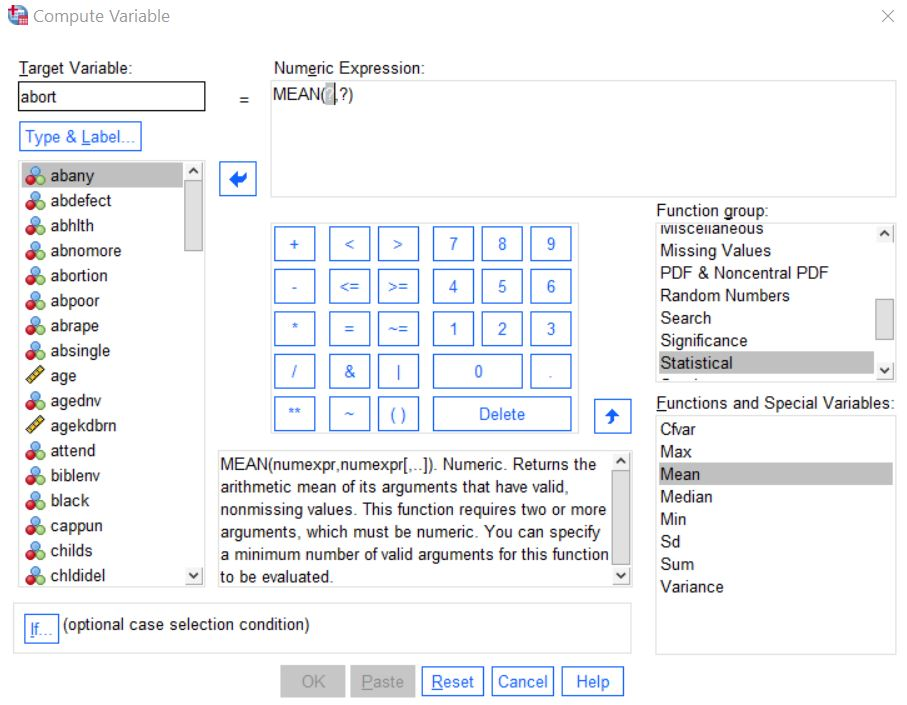 Compute Variable
Target Variable:
abort
=
Numeric Expression:
MEAN(?,?)
Type & Label...
abany
abdefect
abhlth
abnomore
abortion
abpoor
abrape
absingle
age
agednv
agekdbrn
attend
biblenv
black
cappun
childs
chldidel
+ < > 7 8 9
- <= >= 4 5 6
* = ~= 1 2 3
/ & | 0 .
** ~ ( ) Delete
Function group:
Miscellaneous
Missing Values
PDF & Noncentral PDF
Random Numbers
Search
Significance
Statistical
Functions and Special Variables:
Cfvar
Max
Mean
Median
Min
Sd
Sum
Variance
MEAN(numexpr,numexpr[,..]). Numeric. Returns the
arithmetic mean of its arguments that have valid,
nonmissing values. This function requires two or more
arguments, which must be numeric. You can specify
a minimum number of valid arguments for this function
to be evaluated.
If... (optional case selection condition)
OK Paste Reset Cancel Help